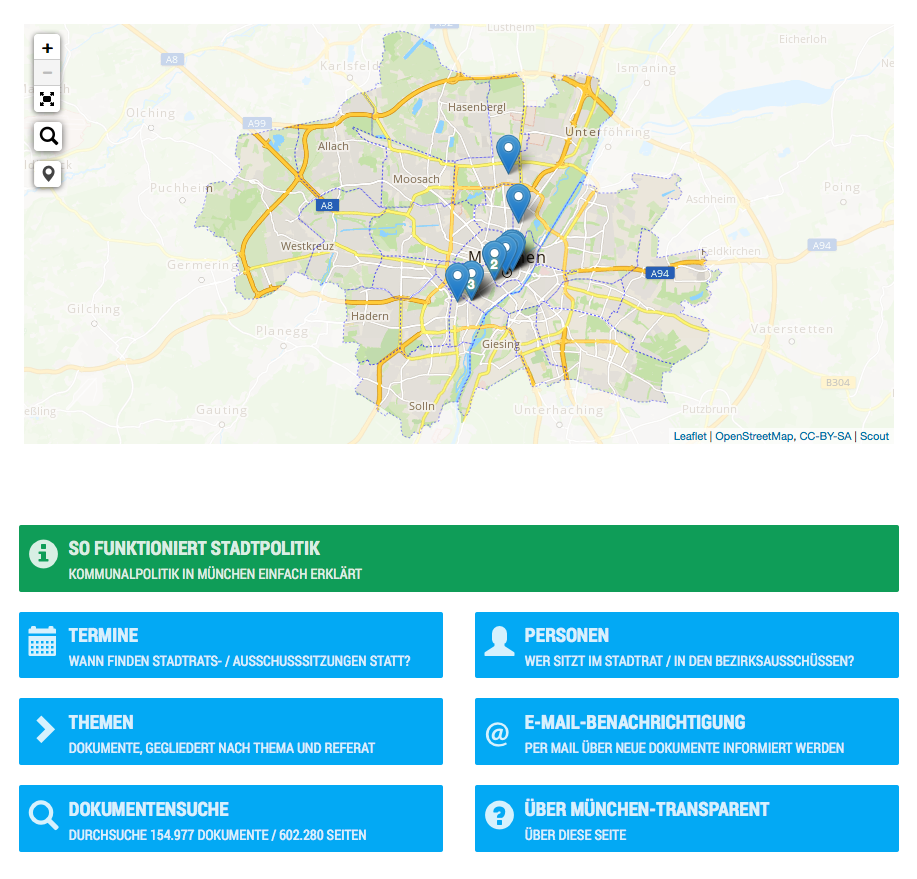 Lustheim
A8
Karlsfeld
Ismaning
Eicherloh
Olching
A99
Hasenbergl
Unterföhring
Allach
Moosach
Puchheim
A8
Aschheim
Poing
Westkreuz
München
2
3
Feldkirchen
A94
A94
Germering
Gilching
Hadern
Planegg
Giesing
Vaterstetten
B304
Gauting
Solln
Unterhaching
Putzbrunn
Leaflet | OpenStreetMap, CC-BY-SA | Scout
SO FUNKTIONIERT STADTPOLITIK
KOMMUNALPOLITIK IN MÜNCHEN EINFACH ERKLÄRT
TERMINE
WANN FINDEN STADTRATS- / AUSSCHUSSSITZUNGEN STATT?
PERSONEN
WER SITZT IM STADTRAT / IN DEN BEZIRKSAUSSCHÜSSEN?
THEMEN
DOKUMENTE, GEGLIEDERT NACH THEMA UND REFERAT
E-MAIL-BENACHRICHTIGUNG
PER MAIL ÜBER NEUE DOKUMENTE INFORMIERT WERDEN
DOKUMENTENSUCHE
DURCHSUCHE 154.977 DOKUMENTE / 602.280 SEITEN
ÜBER MÜNCHEN-TRANSPARENT
ÜBER DIESE SEITE